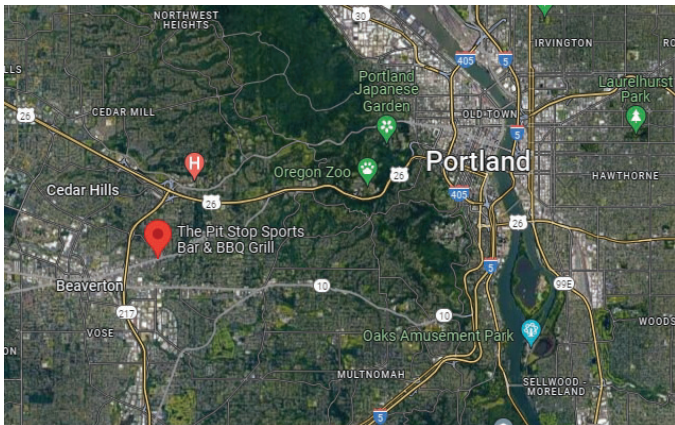 NORTHWEST
HEIGHTS
30
IRVINGTON
405
5
Portland
Japanese
Garden
Laurelhurst
Park
CEDAR MILL
OLD TOWN
26
5
Oregon Zoo
H
Portland
26
HAWTHORNE
Cedar Hills
405
26
26
The Pit Stop Sports
Bar & BBQ Grill
5
Beaverton
10
99E
217
10
VOSE
Oaks Amusement Park
MULTNOMAH
SELLWOOD -
MORELAND
5